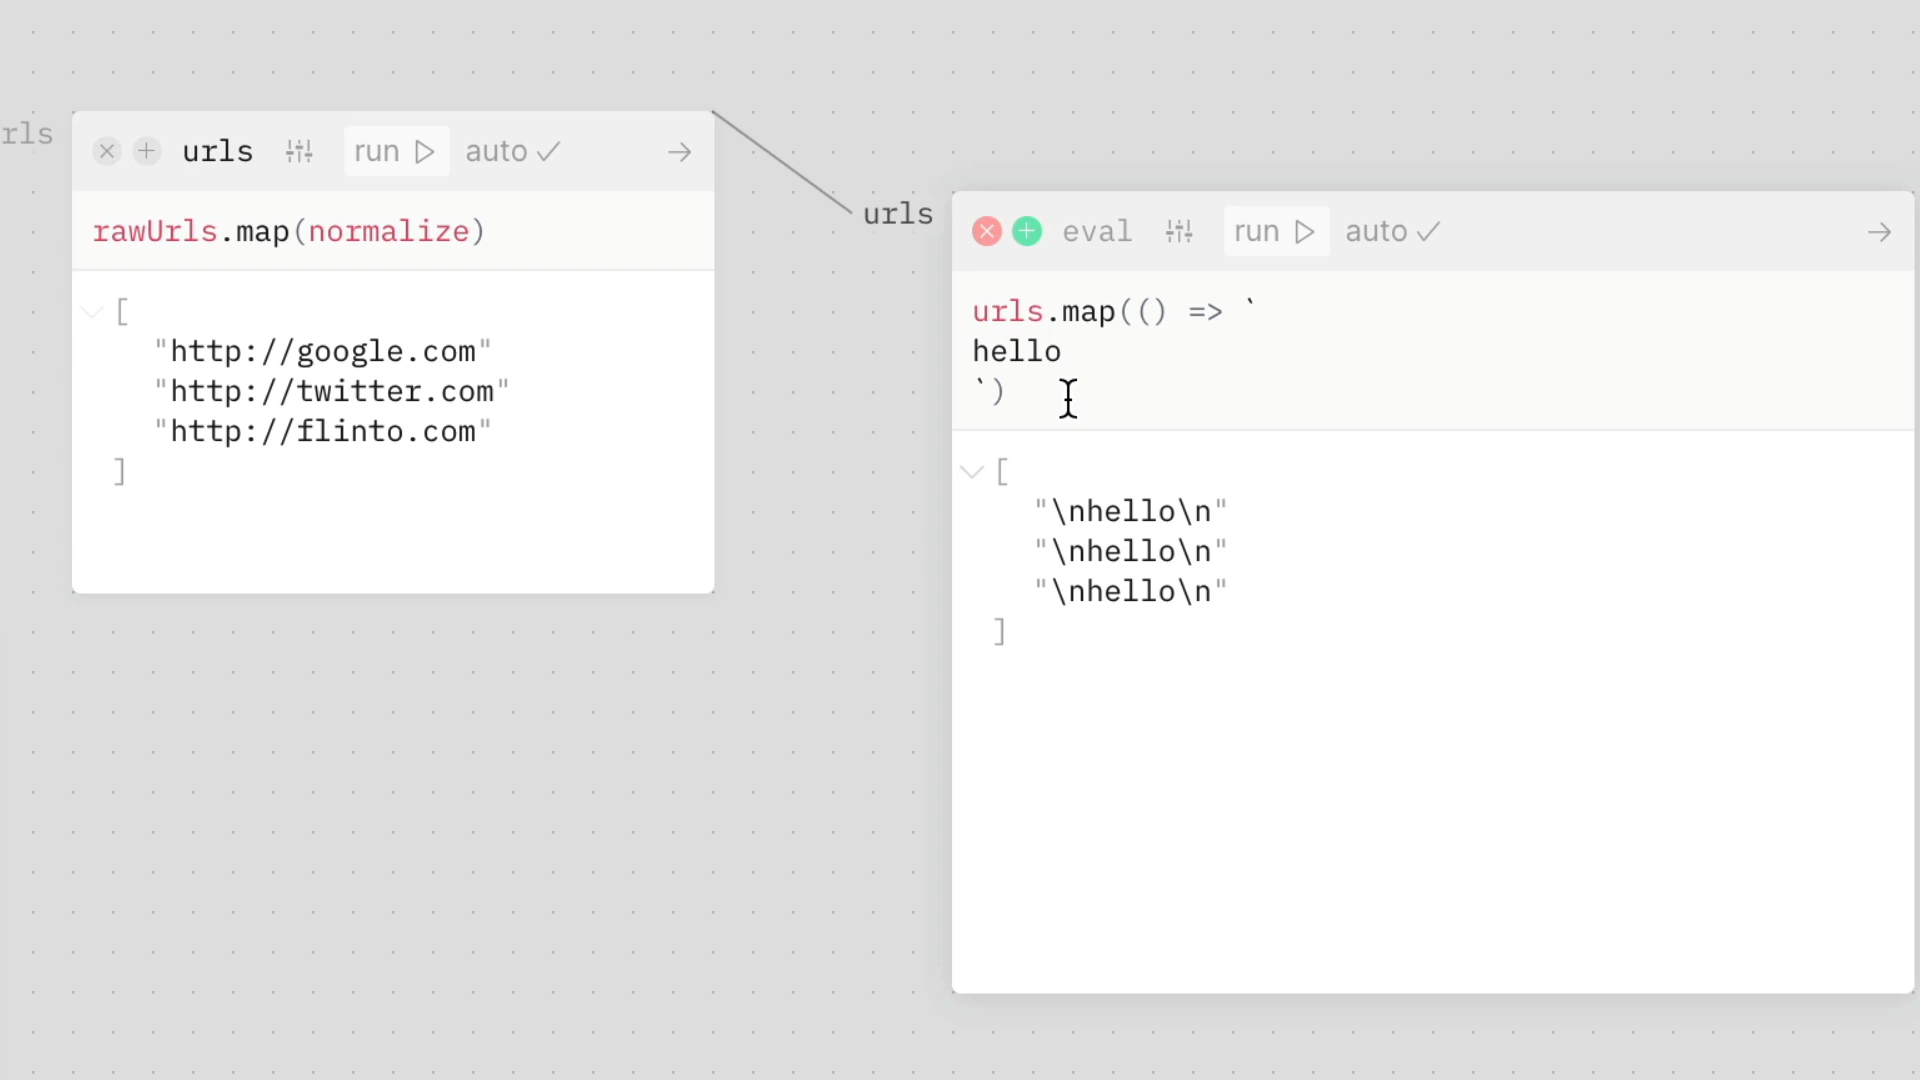 rls
urls run auto
rawUrls.map(normalize)
[
"http://google.com"
"http://twitter.com"
"http://flinto.com"
]
urls
eval run auto
urls.map(() => `
hello
`)
[
"\nhello\n"
"\nhello\n"
"\nhello\n"
]